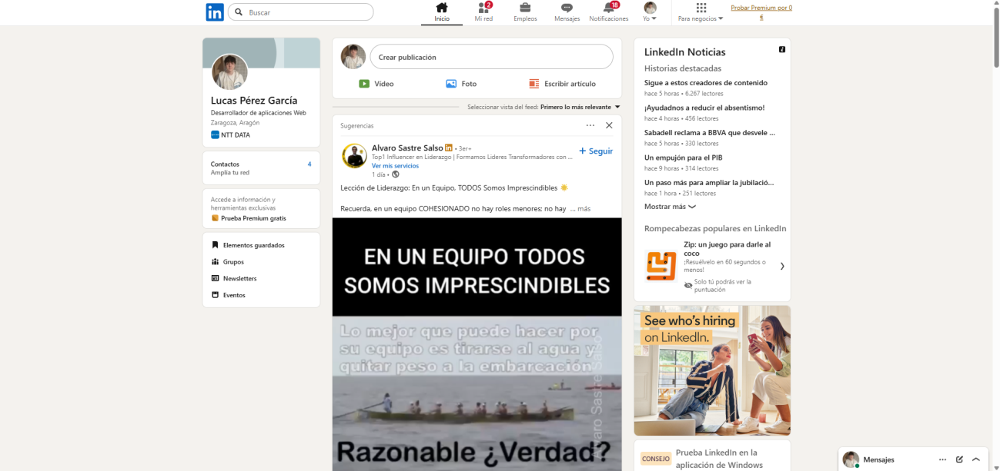 in
Buscar
Inicio
2
Mi red
Empleos
Mensajes
18
Notificaciones
Yo
Para negocios
Probar Premium por 0
€
Lucas Pérez García
Desarrollador de aplicaciones Web
Zaragoza, Aragón
NTT DATA
Contactos 4
Amplía tu red
Accede a información y
herramientas exclusivas
Prueba Premium gratis
Elementos guardados
Grupos
Newsletters
Eventos
Crear publicación
Vídeo
Foto
Escribir artículo
Seleccionar vista del feed: Primero lo más relevante
Sugerencias
Alvaro Sastre Salso in • 3er+
Top1 Influencer en Liderazgo | Formamos Lideres Transformadores con ...
Ver mis servicios
1 día •
+ Seguir
Lección de Liderazgo: En un Equipo, TODOS Somos Imprescindibles
Recuerda, en un equipo COHESIONADO no hay roles menores; no hay ... más
EN UN EQUIPO TODOS
SOMOS IMPRESCINDIBLES
Lo mejor que puede hacer por
su equipo es tirarse al agua y
quitar peso a la embarcación
Alvaro Sastre Salso
Razonable ¿Verdad?
LinkedIn Noticias
Historias destacadas
Sigue a estos creadores de contenido
hace 5 horas • 6.267 lectores
¡Ayudadnos a reducir el absentismo!
hace 4 horas • 456 lectores
Sabadell reclama a BBVA que desvele ...
hace 5 horas • 330 lectores
Un empujón para el PIB
hace 9 horas • 314 lectores
Un paso más para ampliar la jubilació...
hace 1 hora • 251 lectores
Mostrar más
Rompecabezas populares en LinkedIn
Zip: un juego para darle al
coco
¡Resuélvelo en 60 segundos o
menos!
Solo tú podrás ver la
puntuación
See who's hiring
on LinkedIn.
CONSEJO
Prueba LinkedIn en la
aplicación de Windows
Mensajes